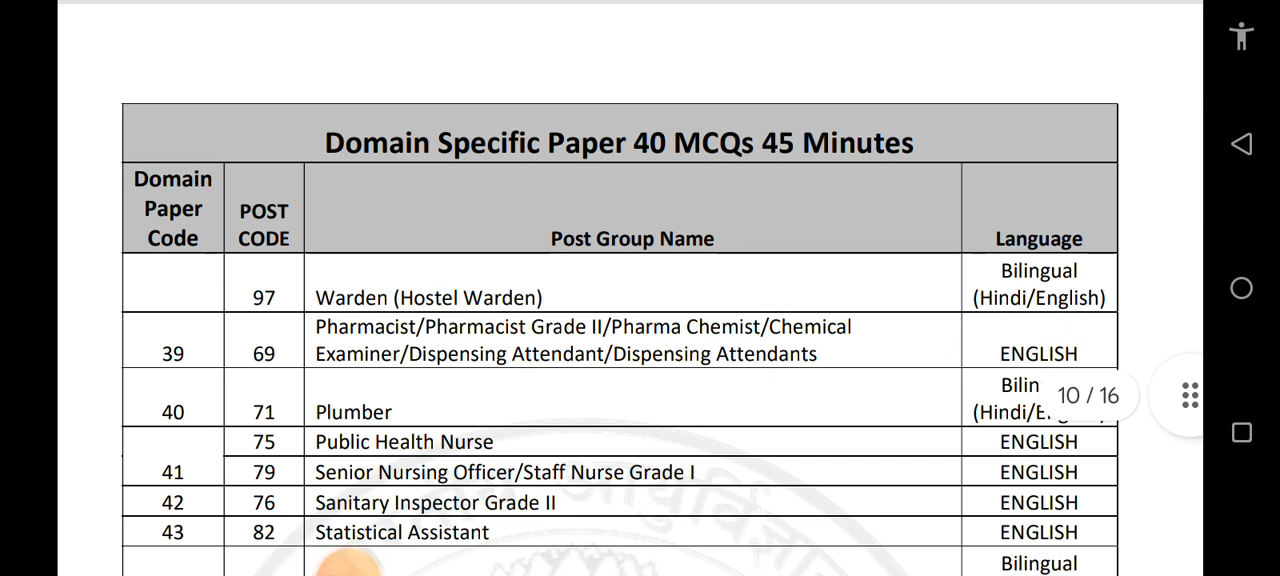 Domain Specific Paper 40 MCQs 45 Minutes
Domain
Paper
Code
POST
CODE
Post Group Name
Language
97
Warden (Hostel Warden)
Bilingual
(Hindi/English)
39
69
Pharmacist/Pharmacist Grade II/Pharma Chemist/Chemical
Examiner/Dispensing Attendant/Dispensing Attendants
ENGLISH
40
71
Plumber
Bilin
(Hindi/E
10 / 16
75
Public Health Nurse
ENGLISH
41
79
Senior Nursing Officer/Staff Nurse Grade I
ENGLISH
42
76
Sanitary Inspector Grade II
ENGLISH
43
82
Statistical Assistant
ENGLISH
Bilingual